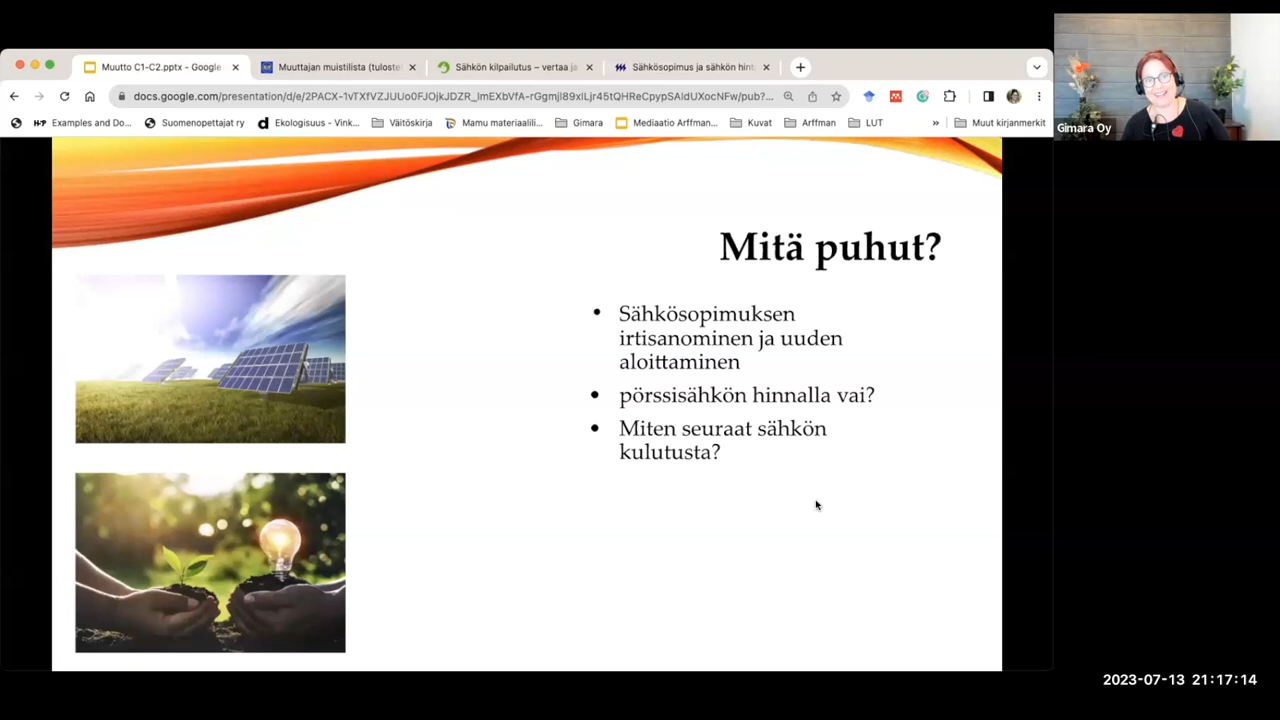 Muutto C1-C2.pptx - Google
Muuttajan muistilista (tuloste
Sähkön kilpailutus – vertaa ja
Sähkösopimus ja sähkön hint
docs.google.com/presentation/d/e/2PACX-1vTXfVZJUUo0FJOjkJDZR_ImEXbVfA-rGgmjI89xILjr45tQHReCpypSAIdUXocNFw/pub?...
Examples and Do...
Suomenopettajat ry
Ekologisuus - Vink...
Väitöskirja
Mamu materiaalili...
Gimara
Mediaatio Arffman...
Kuvat
Arffman
LUT
»
Muut kirjanmerkit
Gimara Oy
Mitä puhut?
• Sähkösopimuksen
irtisanominen ja uuden
aloittaminen
• pörssisähkön hinnalla vai?
• Miten seuraat sähkön
kulutusta?
2023-07-13 21:17:14